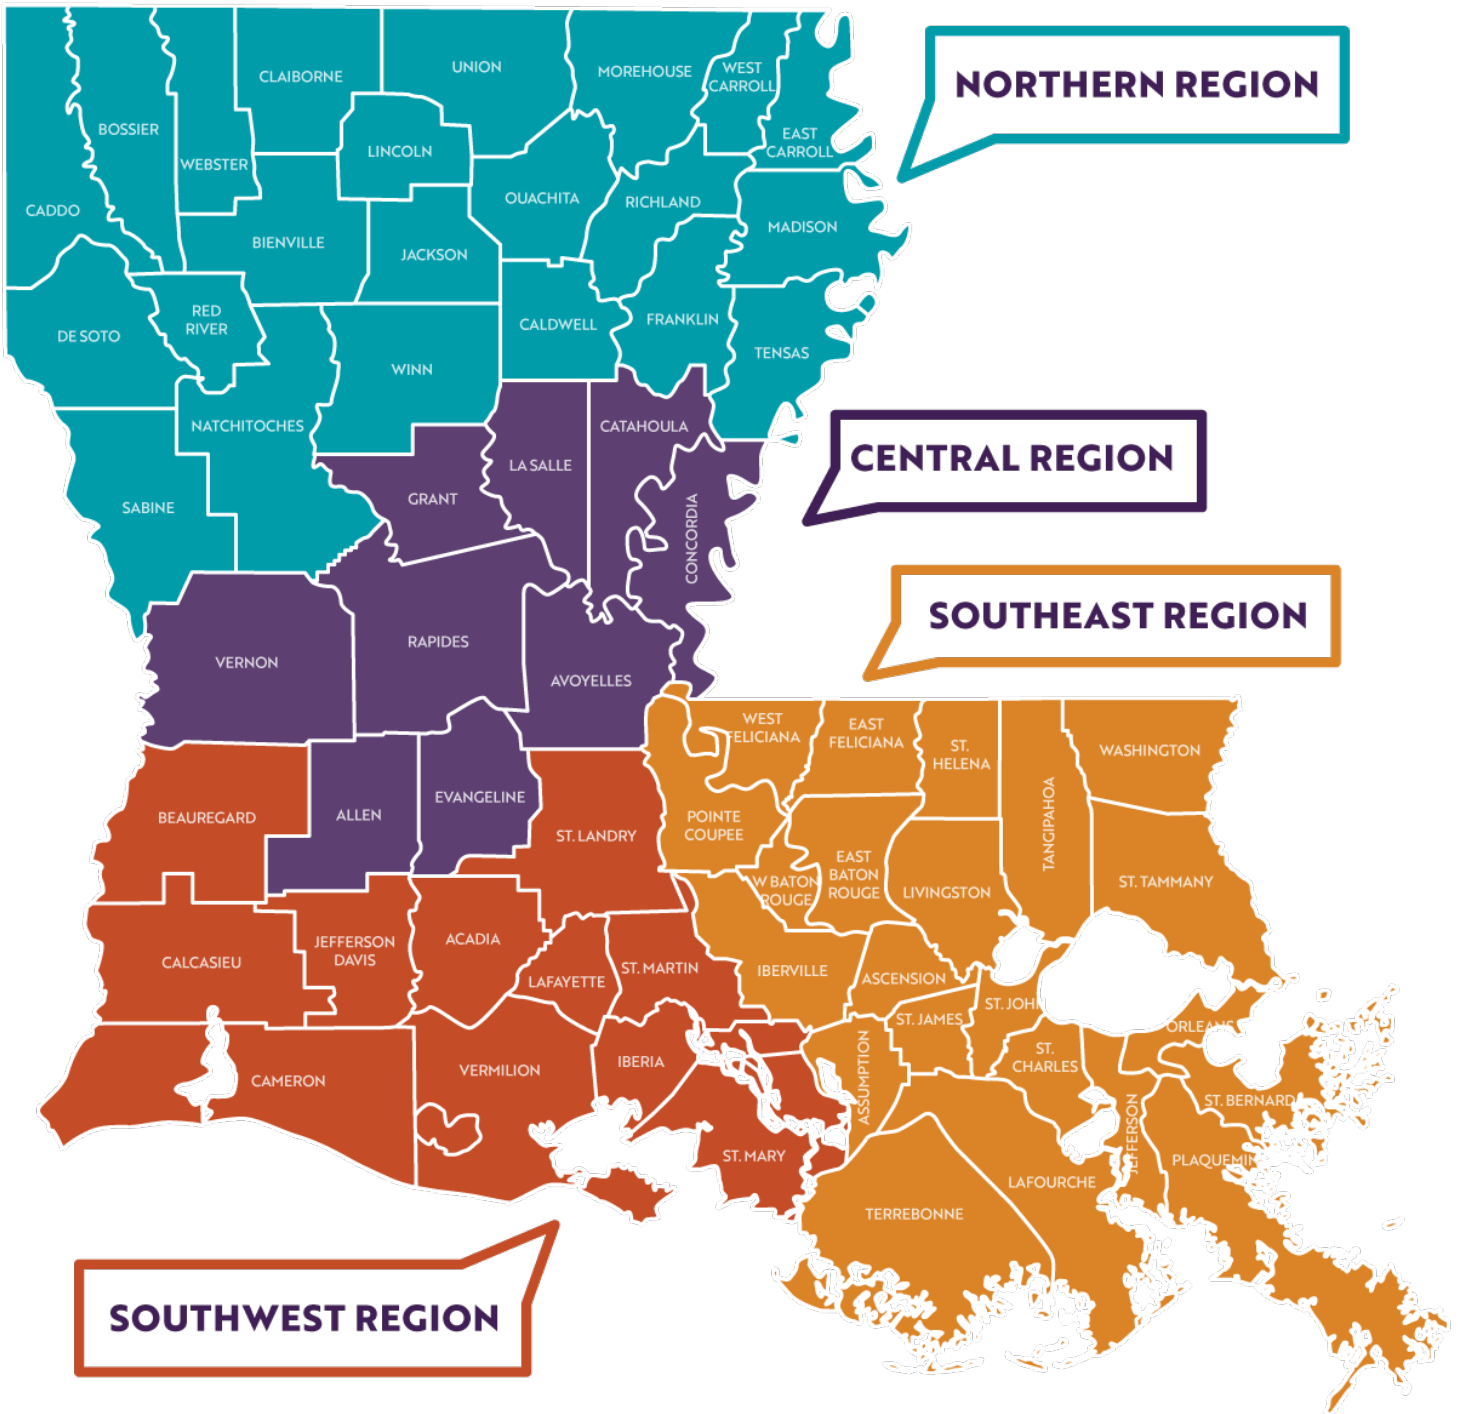 NORTHERN REGION
CLAIBORNE
UNION
MOREHOUSE
WEST
CARROLL
BOSSIER
WEBSTER
LINCOLN
EAST
CARROLL
CADDO
OUACHITA
RICHLAND
MADISON
BIENVILLE
JACKSON
RED
RIVER
DE SOTO
CALDWELL
FRANKLIN
TENSAS
WINN
NATCHITOCHES
SABINE
CENTRAL REGION
CATAHOULA
LA SALLE
GRANT
CONCORDIA
VERNON
RAPIDES
AVOYELLES
ALLEN
EVANGELINE
SOUTHEAST REGION
WEST
FELICIANA
EAST
FELICIANA
ST.
HELENA
TANGIPAHOA
WASHINGTON
POINTE
COUPEE
W BATON
ROUGE
EAST
BATON
ROUGE
LIVINGSTON
ST. TAMMANY
IBERVILLE
ASCENSION
ST. JAMES
ST. JOHN
ST.
CHARLES
ORLEANS
ASSUMPTION
JEFFERSON
ST. BERNARD
PLAQUEMIN
LAFOURCHE
TERREBONNE
BEAUREGARD
ST. LANDRY
CALCASIEU
JEFFERSON
DAVIS
ACADIA
LAFAYETTE
ST. MARTIN
CAMERON
VERMILION
IBERIA
ST. MARY
SOUTHWEST REGION